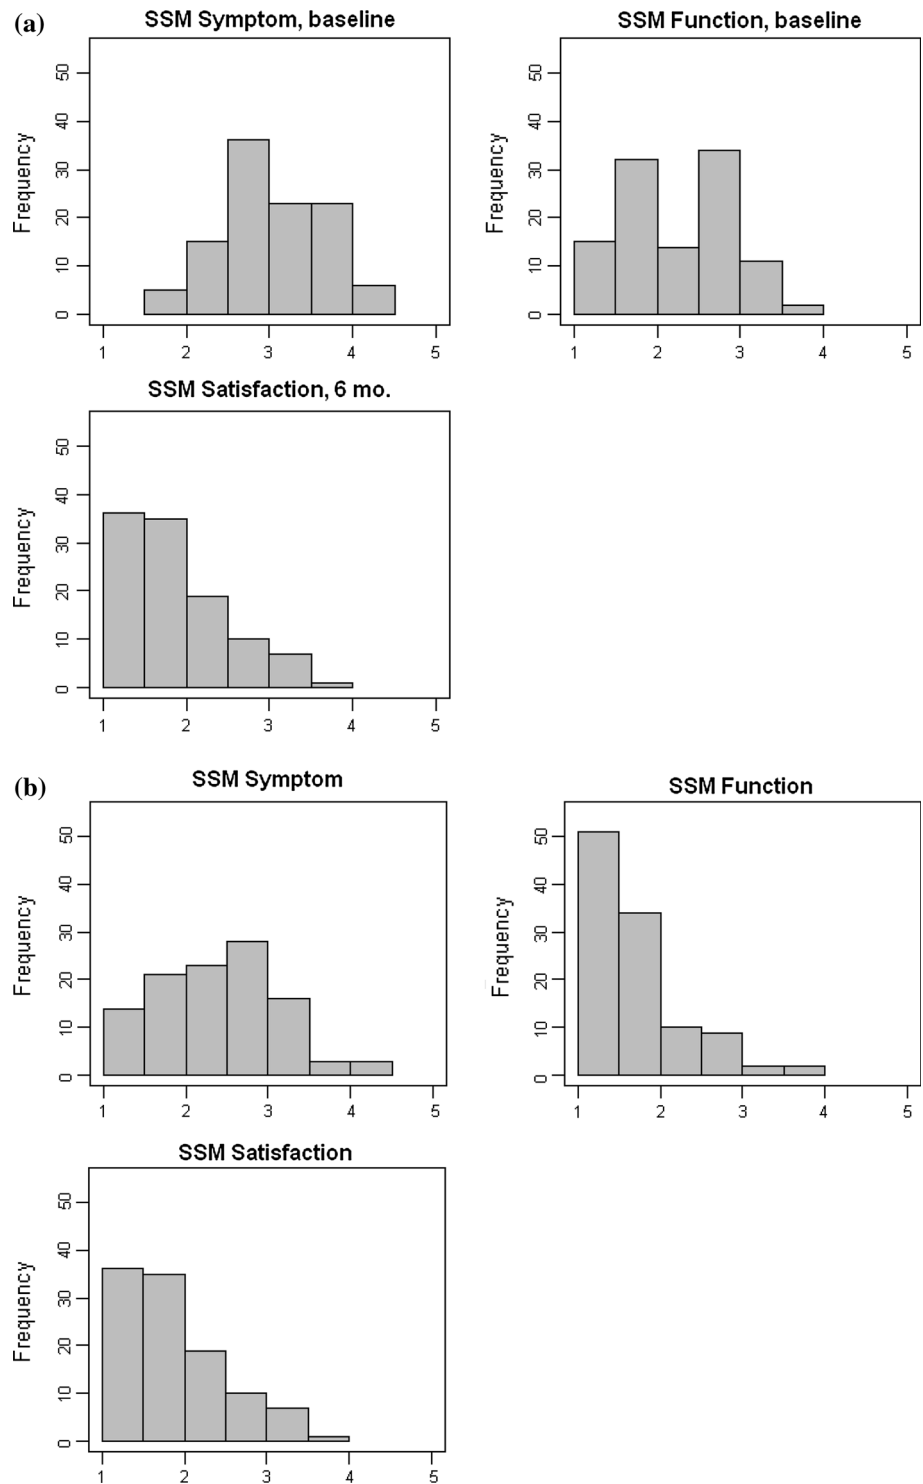 (a)
SSM Symptom, baseline
Frequency
50
40
30
20
10
0
1 2 3 4 5
SSM Function, baseline
Frequency
50
40
30
20
10
0
1 2 3 4 5
SSM Satisfaction, 6 mo.
Frequency
50
40
30
20
10
0
1 2 3 4 5
(b)
SSM Symptom
Frequency
50
40
30
20
10
0
1 2 3 4 5
SSM Function
Frequency
50
40
30
20
10
0
1 2 3 4 5
SSM Satisfaction
Frequency
50
40
30
20
10
0
1 2 3 4 5